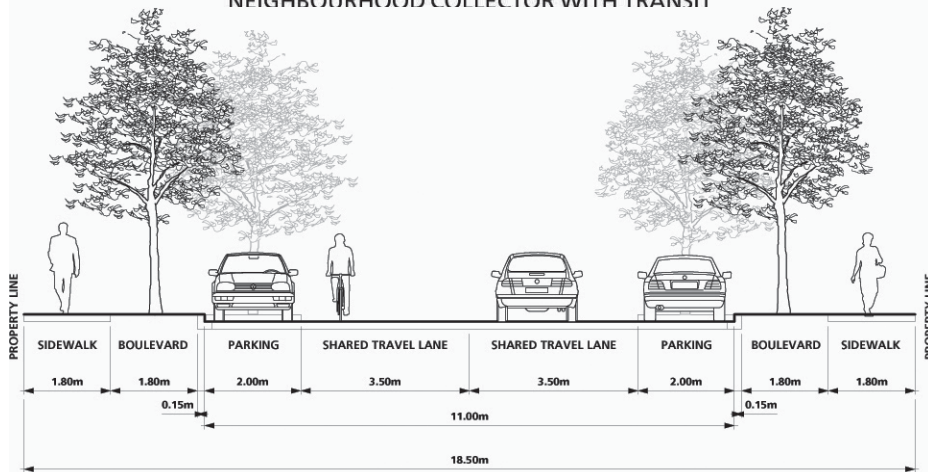 NEIGHBOURHOOD COLLECTOR WITH TRANSIT
PROPERTY LINE
PROPERTY LINE
SIDEWALK BOULEVARD PARKING SHARED TRAVEL LANE SHARED TRAVEL LANE PARKING BOULEVARD SIDEWALK
1.80m 1.80m 2.00m 3.50m 3.50m 2.00m 1.80m 1.80m
0.15m 0.15m
11.00m
18.50m